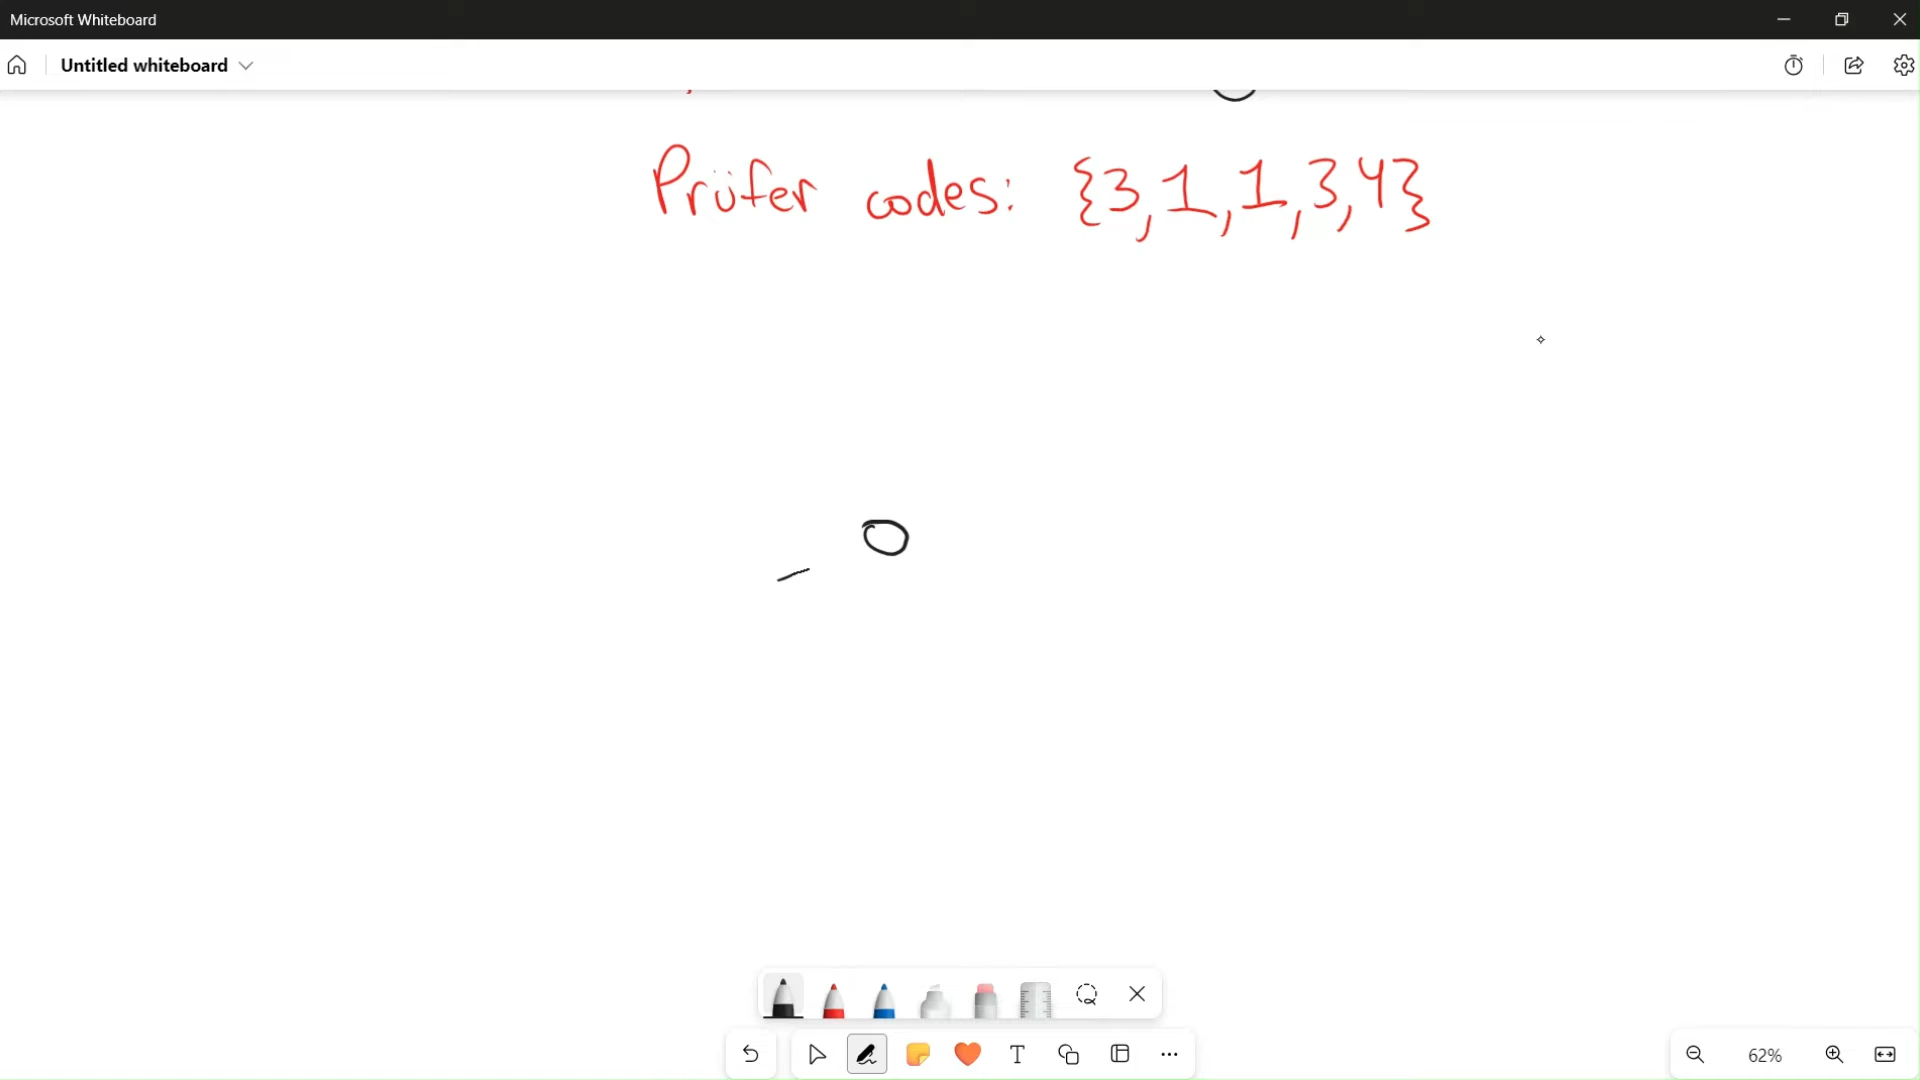 Microsoft Whiteboard
Untitled whiteboard
Prüfer codes: {3,1,1,3,4}
T
62%